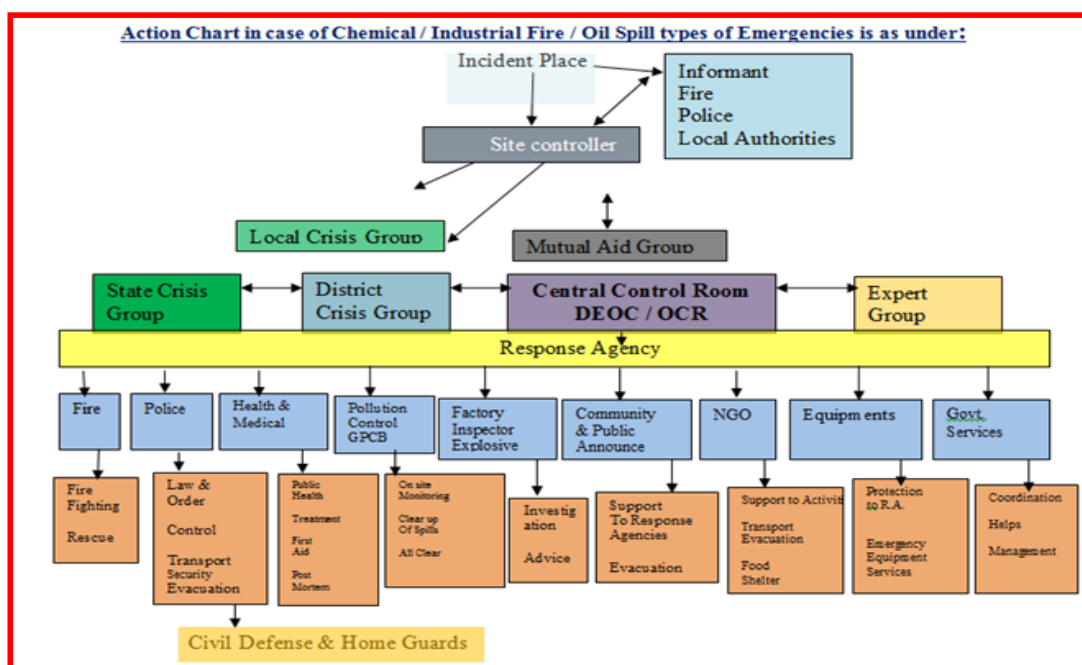 Action Chart in case of Chemical / Industrial Fire / Oil Spill types of Emergencies is as under:
Incident Place
Informant
Fire
Police
Local Authorities
Site controller
Local Crisis Group
Mutual Aid Group
State Crisis
Group
District
Crisis Group
Central Control Room
DEOC / OCR
Expert
Group
Response Agency
Fire
Police
Health &
Medical
Pollution
Control
GPCB
Factory
Inspector
Explosive
Community
& Public
Announce
NGO
Equipments
Govt.
Services
Fire
Fighting
Rescue
Law &
Order
Control
Transport
Security
Evacuation
Public
Health
Treatment
First
Aid
Post
Mortem
On site
Monitoring
Clear up
Of Spills
All Clear
Investig
ation
Advice
Support
To Response
Agencies
Evacuation
Support to Activiti
Transport
Evacuation
Food
Shelter
Protection
to R.A.
Emergency
Equipment
Services
Coordination
Helps
Management
Civil Defense & Home Guards